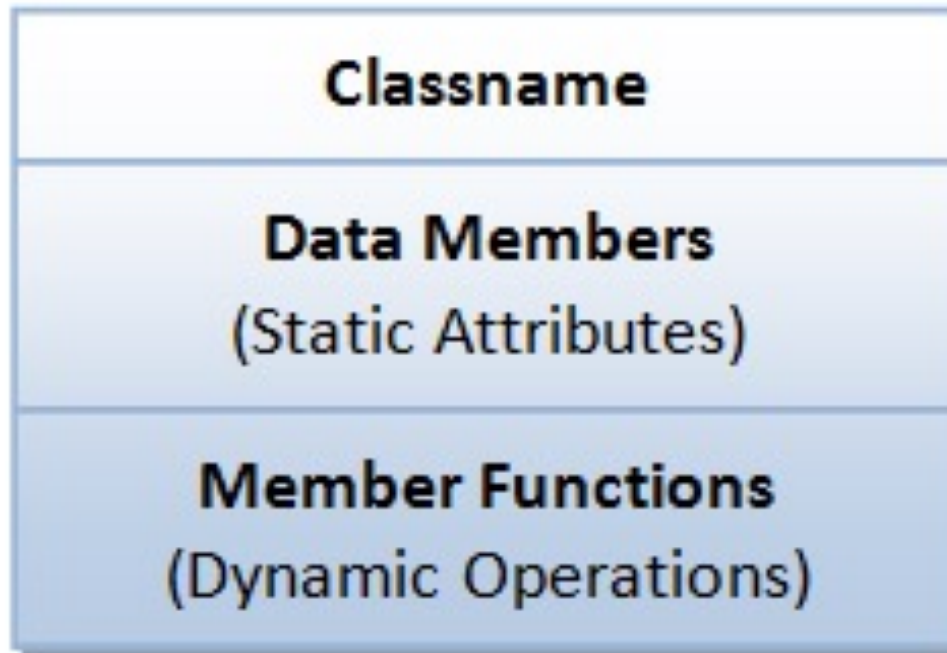 Classname
Data Members
(Static Attributes)
Member Functions
(Dynamic Operations)